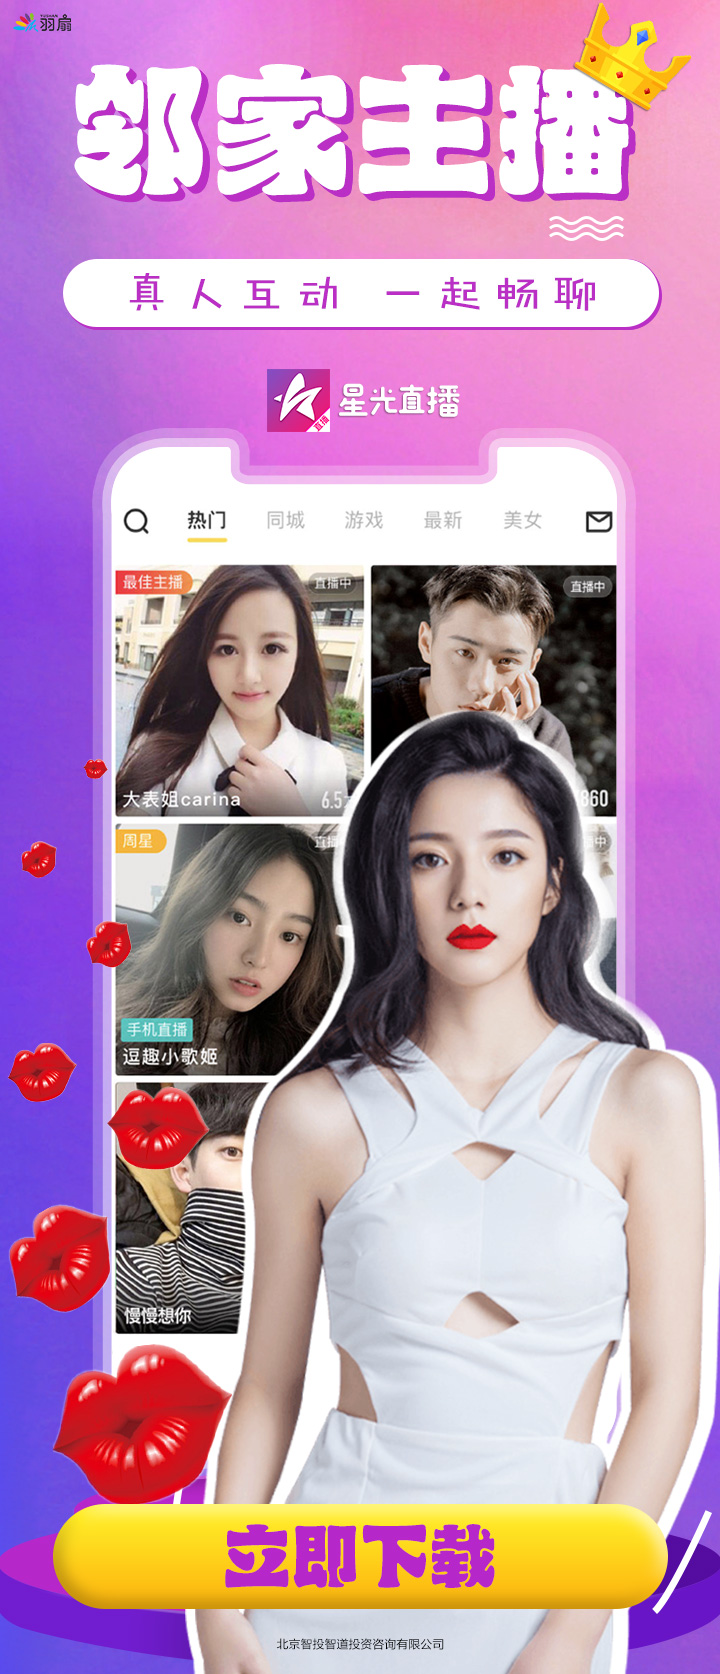 羽扇
邻家主播
真人互动 一起畅聊
直播
星光直播
热门 同城 游戏 最新 美女
最佳主播 直播中
直播中
大表姐carina 6.5
860
周星 直播
播中
手机直播
逗趣小歌姬
慢慢想你
立即下载
北京智投智道投资咨询有限公司